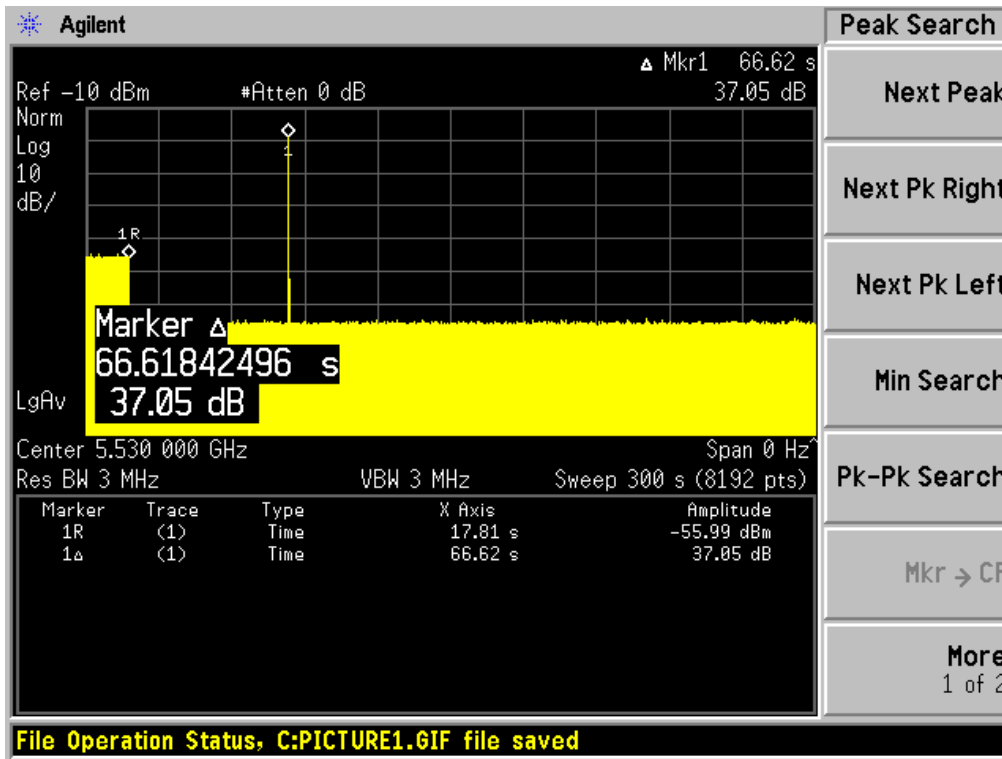 Agilent
Peak Search
Δ Mkr1 66.62 s
Ref -10 dBm #Atten 0 dB 37.05 dB
Norm
Log
10
dB/
1
1R
Marker Δ
66.61842496 s
37.05 dB
LgAv
Center 5.530 000 GHz Span 0 Hz^
Res BW 3 MHz VBW 3 MHz Sweep 300 s (8192 pts)
Marker Trace Type X Axis Amplitude
1R (1) Time 17.81 s -55.99 dBm
1Δ (1) Time 66.62 s 37.05 dB
Next Peak
Next Pk Right
Next Pk Left
Min Search
Pk-Pk Search
Mkr → CF
More
1 of 2
File Operation Status, C:PICTURE1.GIF file saved